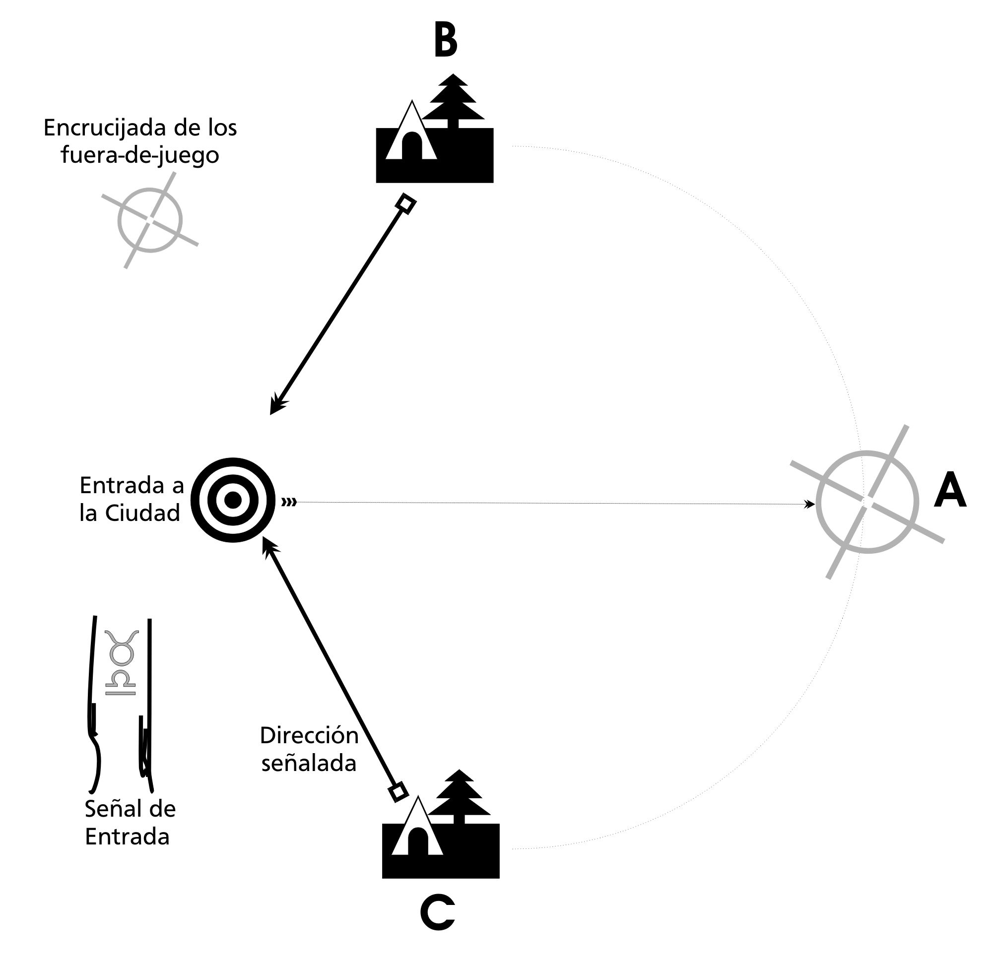 B
Encrucijada de los
fuera-de-juego
Entrada a
la Ciudad
A
Dirección
señalada
Señal de
Entrada
C